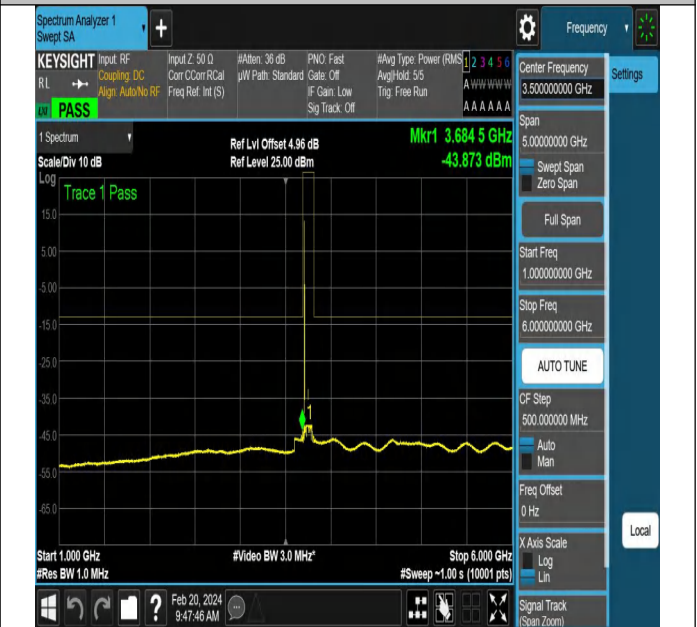 Spectrum Analyzer 1
Swept SA
Frequency
KEYSIGHT
RL
PASS
Input: RF
Coupling: DC
Align: Auto/No RF
Input Z: 50 Ω
Corr CCorr RCal
Freq Ref: Int (S)
#Atten: 36 dB
µW Path: Standard
PNO: Fast
Gate: Off
IF Gain: Low
Sig Track: Off
#Avg Type: Power (RMS)
Avg|Hold: 5/5
Trig: Free Run
1 2 3 4 5 6
A W W W W W
A A A A A A
1 Spectrum
Scale/Div 10 dB
Log
Ref Lvl Offset 4.96 dB
Ref Level 25.00 dBm
Mkr1 3.684 5 GHz
-43.873 dBm
Trace 1 Pass
15.0
5.00
-5.00
-15.0
-25.0
-35.0
-45.0
-55.0
-65.0
1
Start 1.000 GHz
#Res BW 1.0 MHz
#Video BW 3.0 MHz*
Stop 6.000 GHz
#Sweep ~1.00 s (10001 pts)
Feb 20, 2024
9:47:46 AM
Center Frequency
3.500000000 GHz
Settings
Span
5.00000000 GHz
Swept Span
Zero Span
Full Span
Start Freq
1.000000000 GHz
Stop Freq
6.000000000 GHz
AUTO TUNE
CF Step
500.000000 MHz
Auto
Man
Freq Offset
0 Hz
X Axis Scale
Log
Lin
Local
Signal Track
(Span Zoom)